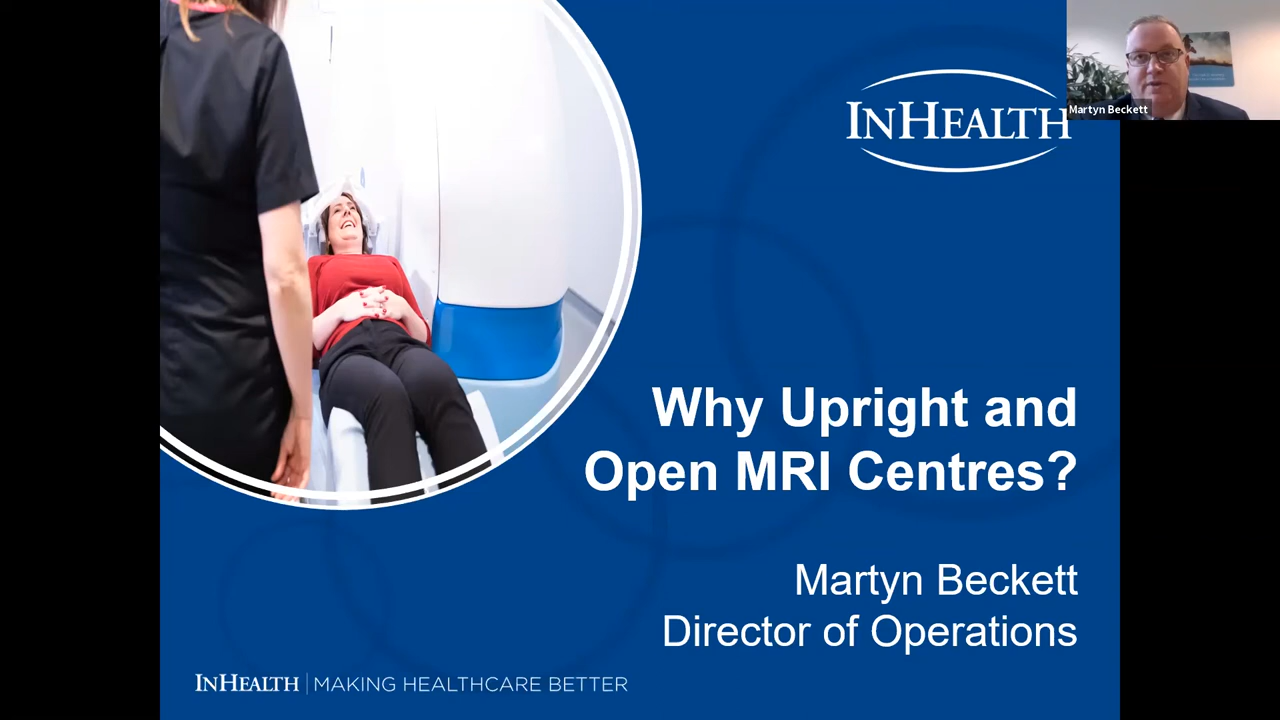 INHEALTH
Martyn Beckett
Why Upright and
Open MRI Centres?
Martyn Beckett
Director of Operations
INHEALTH | MAKING HEALTHCARE BETTER